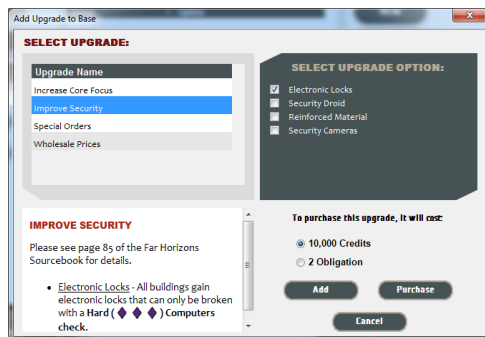 Add Upgrade to Base
SELECT UPGRADE:
Upgrade Name
Increase Core Focus
Improve Security
Special Orders
Wholesale Prices
SELECT UPGRADE OPTION:
Electronic Locks
Security Droid
Reinforced Material
Security Cameras
IMPROVE SECURITY
Please see page 85 of the Far Horizons
Sourcebook for details.
• Electronic Locks - All buildings gain
electronic locks that can only be broken
with a Hard ( ◆ ◆ ◆ ) Computers
check.
To purchase this upgrade, it will cost:
10,000 Credits
2 Obligation
Add
Purchase
Cancel